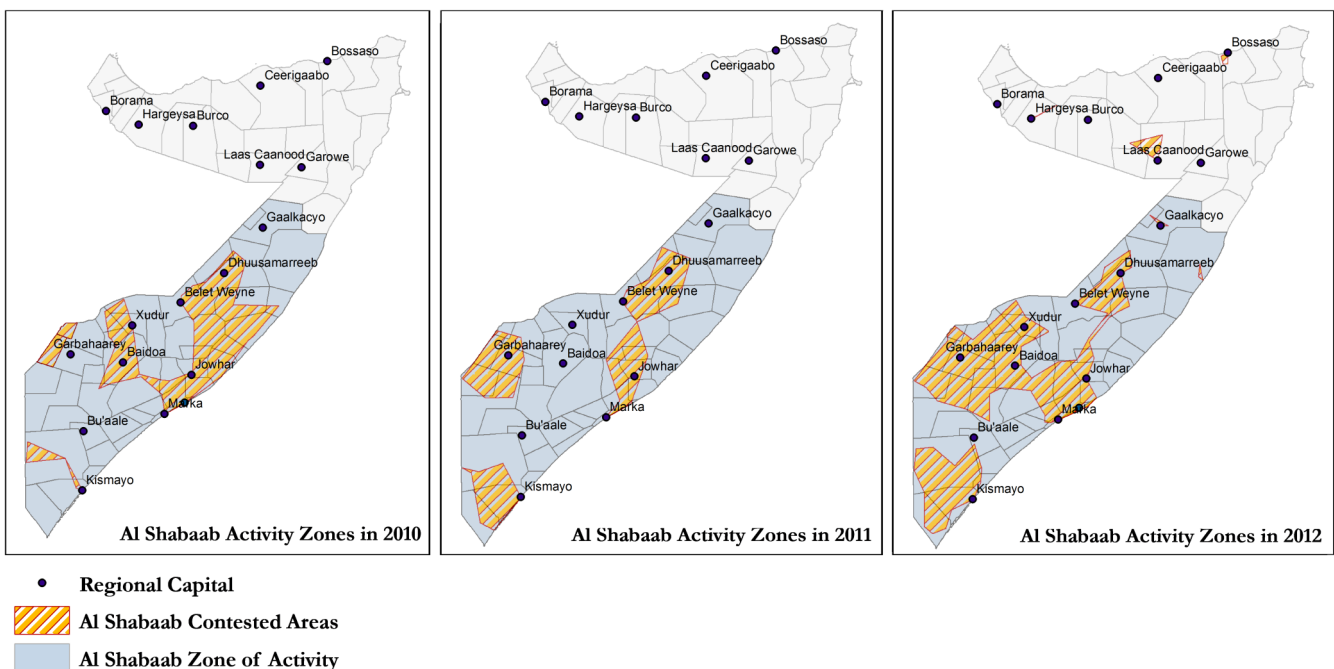 Bossaso
Ceerigaabo
Borama
Hargeysa Burco
Laas Caanood Garowe
Gaalkacyo
Dhuusamarreeb
Belet Weyne
Xudur
Garbahaarey
Baidoa
Jowhar
Marka
Bu'aale
Kismayo
Al Shabaab Activity Zones in 2010
Bossaso
Ceerigaabo
Borama
Hargeysa Burco
Laas Caanood Garowe
Gaalkacyo
Dhuusamarreeb
Belet Weyne
Xudur
Garbahaarey
Baidoa
Jowhar
Marka
Bu'aale
Kismayo
Al Shabaab Activity Zones in 2011
Bossaso
Ceerigaabo
Borama
Hargeysa Burco
Laas Caanood Garowe
Gaalkacyo
Dhuusamarreeb
Belet Weyne
Xudur
Garbahaarey
Baidoa
Jowhar
Marka
Bu'aale
Kismayo
Al Shabaab Activity Zones in 2012
Regional Capital
Al Shabaab Contested Areas
Al Shabaab Zone of Activity